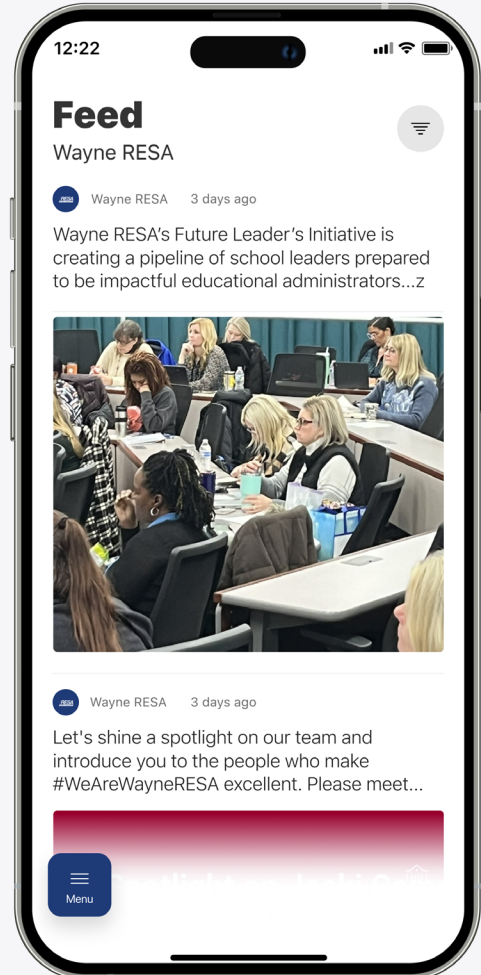 12:22
Feed
Wayne RESA
RESA
Wayne RESA 3 days ago
Wayne RESA’s Future Leader’s Initiative is
creating a pipeline of school leaders prepared
to be impactful educational administrators...z
RESA
Wayne RESA 3 days ago
Let's shine a spotlight on our team and
introduce you to the people who make
#WeAreWayneRESA excellent. Please meet...
Menu